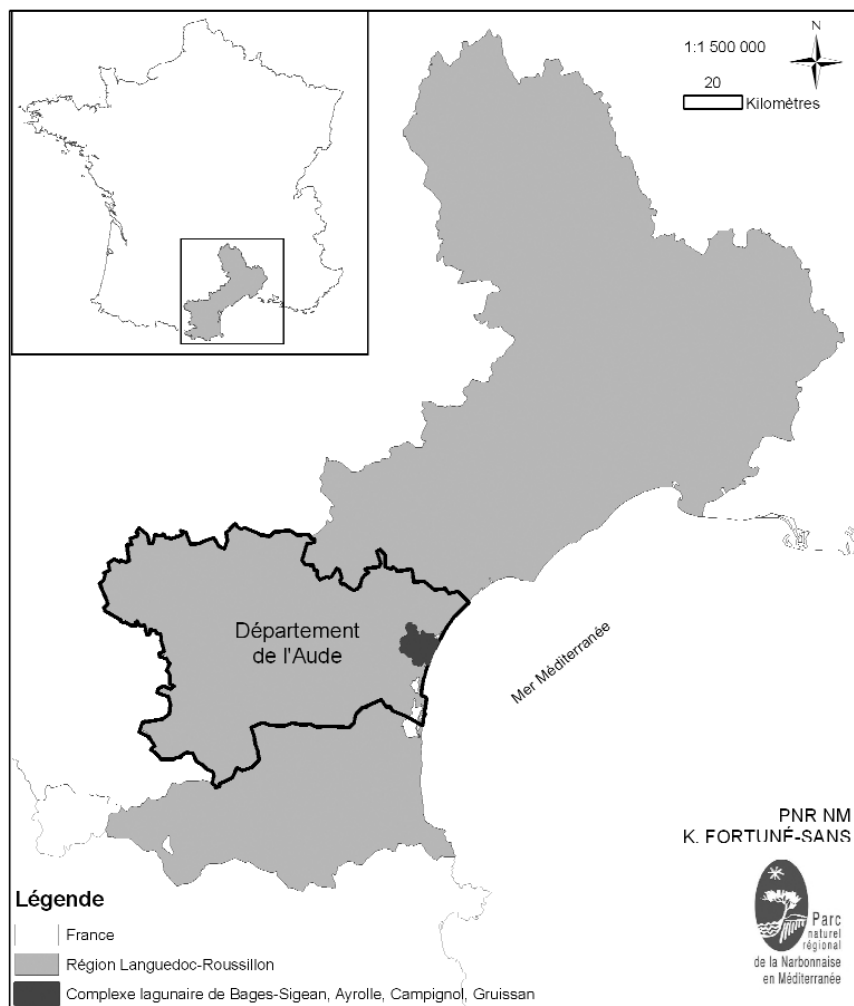 N
1:1 500 000
20
Kilomètres
Département
de l'Aude
Mer Méditerranée
PNR NM
K. FORTUNÉ-SANS
Légende
France
Région Languedoc-Roussillon
Complexe lagunaire de Bages-Sigean, Ayrolle, Campignol, Gruissan
Parc
naturel
régional
de la Narbonnaise
en Méditerranée